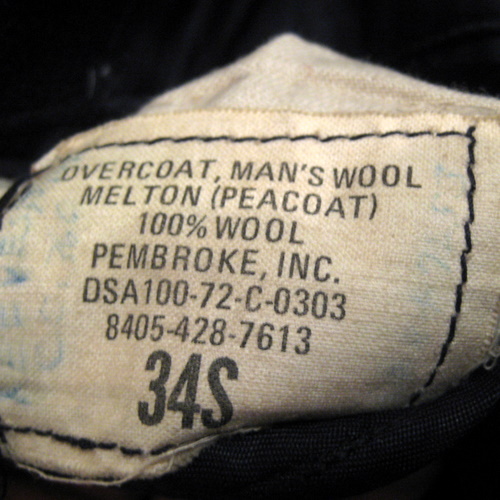 OVERCOAT, MAN'S WOOL
MELTON (PEACOAT)
100% WOOL
PEMBROKE, INC.
DSA100-72-C-0303
8405-428-7613
34S